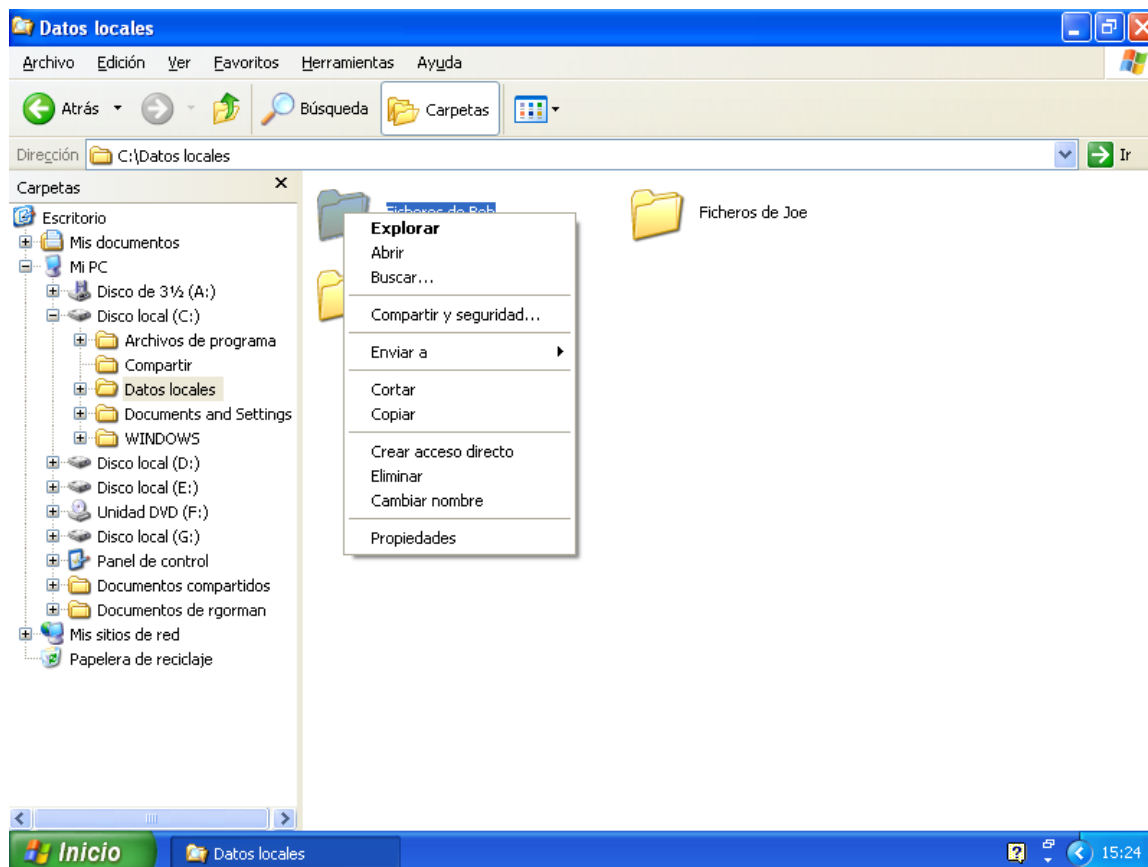 Datos locales
Archivo Edición Ver Favoritos Herramientas Ayuda
Atrás Búsqueda Carpetas
Dirección C:\Datos locales Ir
Carpetas
Escritorio
Mis documentos
Mi PC
Disco de 3½ (A:)
Disco local (C:)
Archivos de programa
Compartir
Datos locales
Documents and Settings
WINDOWS
Disco local (D:)
Disco local (E:)
Unidad DVD (F:)
Disco local (G:)
Panel de control
Documentos compartidos
Documentos de rgorman
Mis sitios de red
Papelera de reciclaje
Ficheros de Bob
Ficheros de Joe
Explorar
Abrir
Buscar...
Compartir y seguridad...
Enviar a
Cortar
Copiar
Crear acceso directo
Eliminar
Cambiar nombre
Propiedades
Inicio Datos locales 15:24